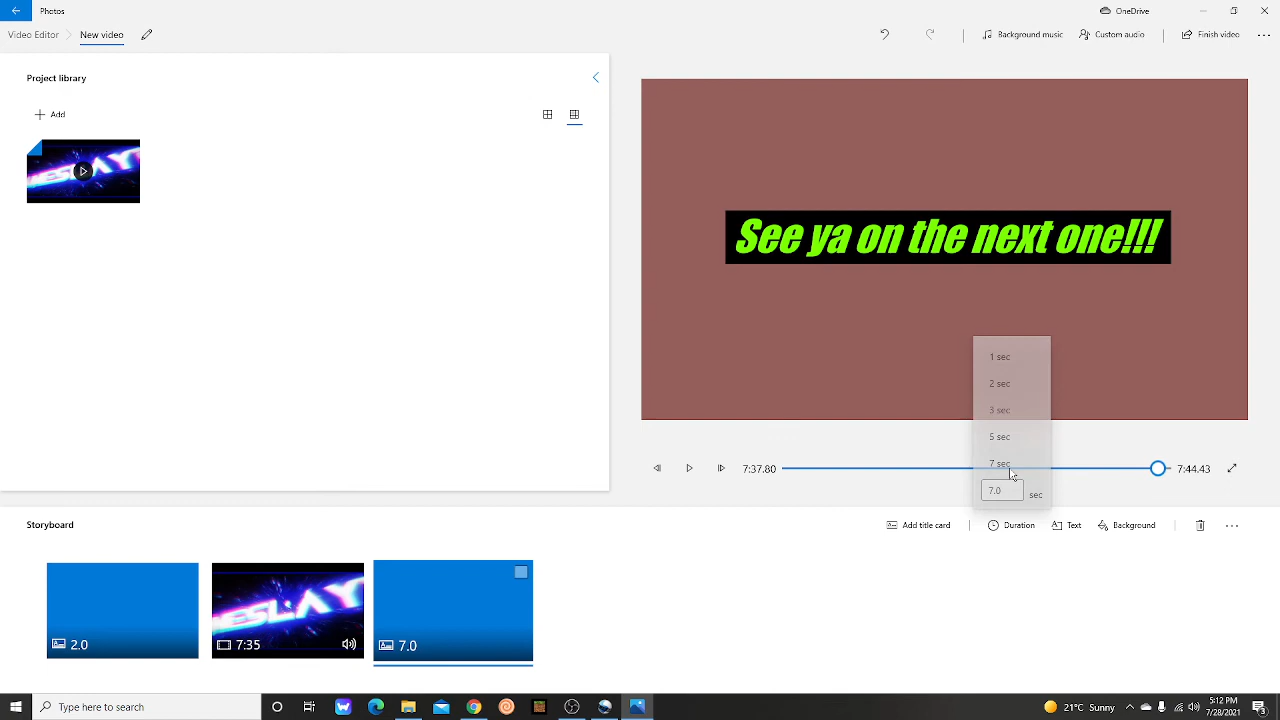 Photos
OneDrive
Video Editor
New video
Background music
Custom audio
Finish video
Project library
Add
ESLAY
See ya on the next one!!!
1 sec
2 sec
3 sec
5 sec
7 sec
7.0 sec
7:37.80
7:44.43
Storyboard
Add title card
Duration
Text
Background
2.0
ESLAY
7:35
7.0
Type here to search
21°C Sunny
5:12 PM
7/28/2021